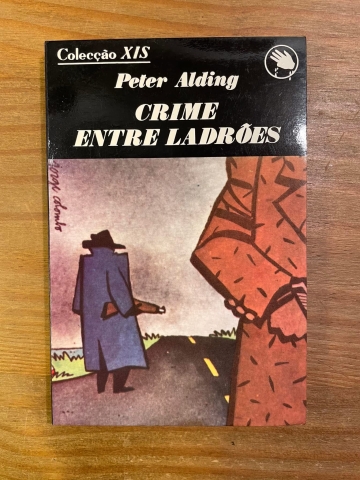 Colecção XIS
Peter Alding
CRIME
ENTRE LADRÕES